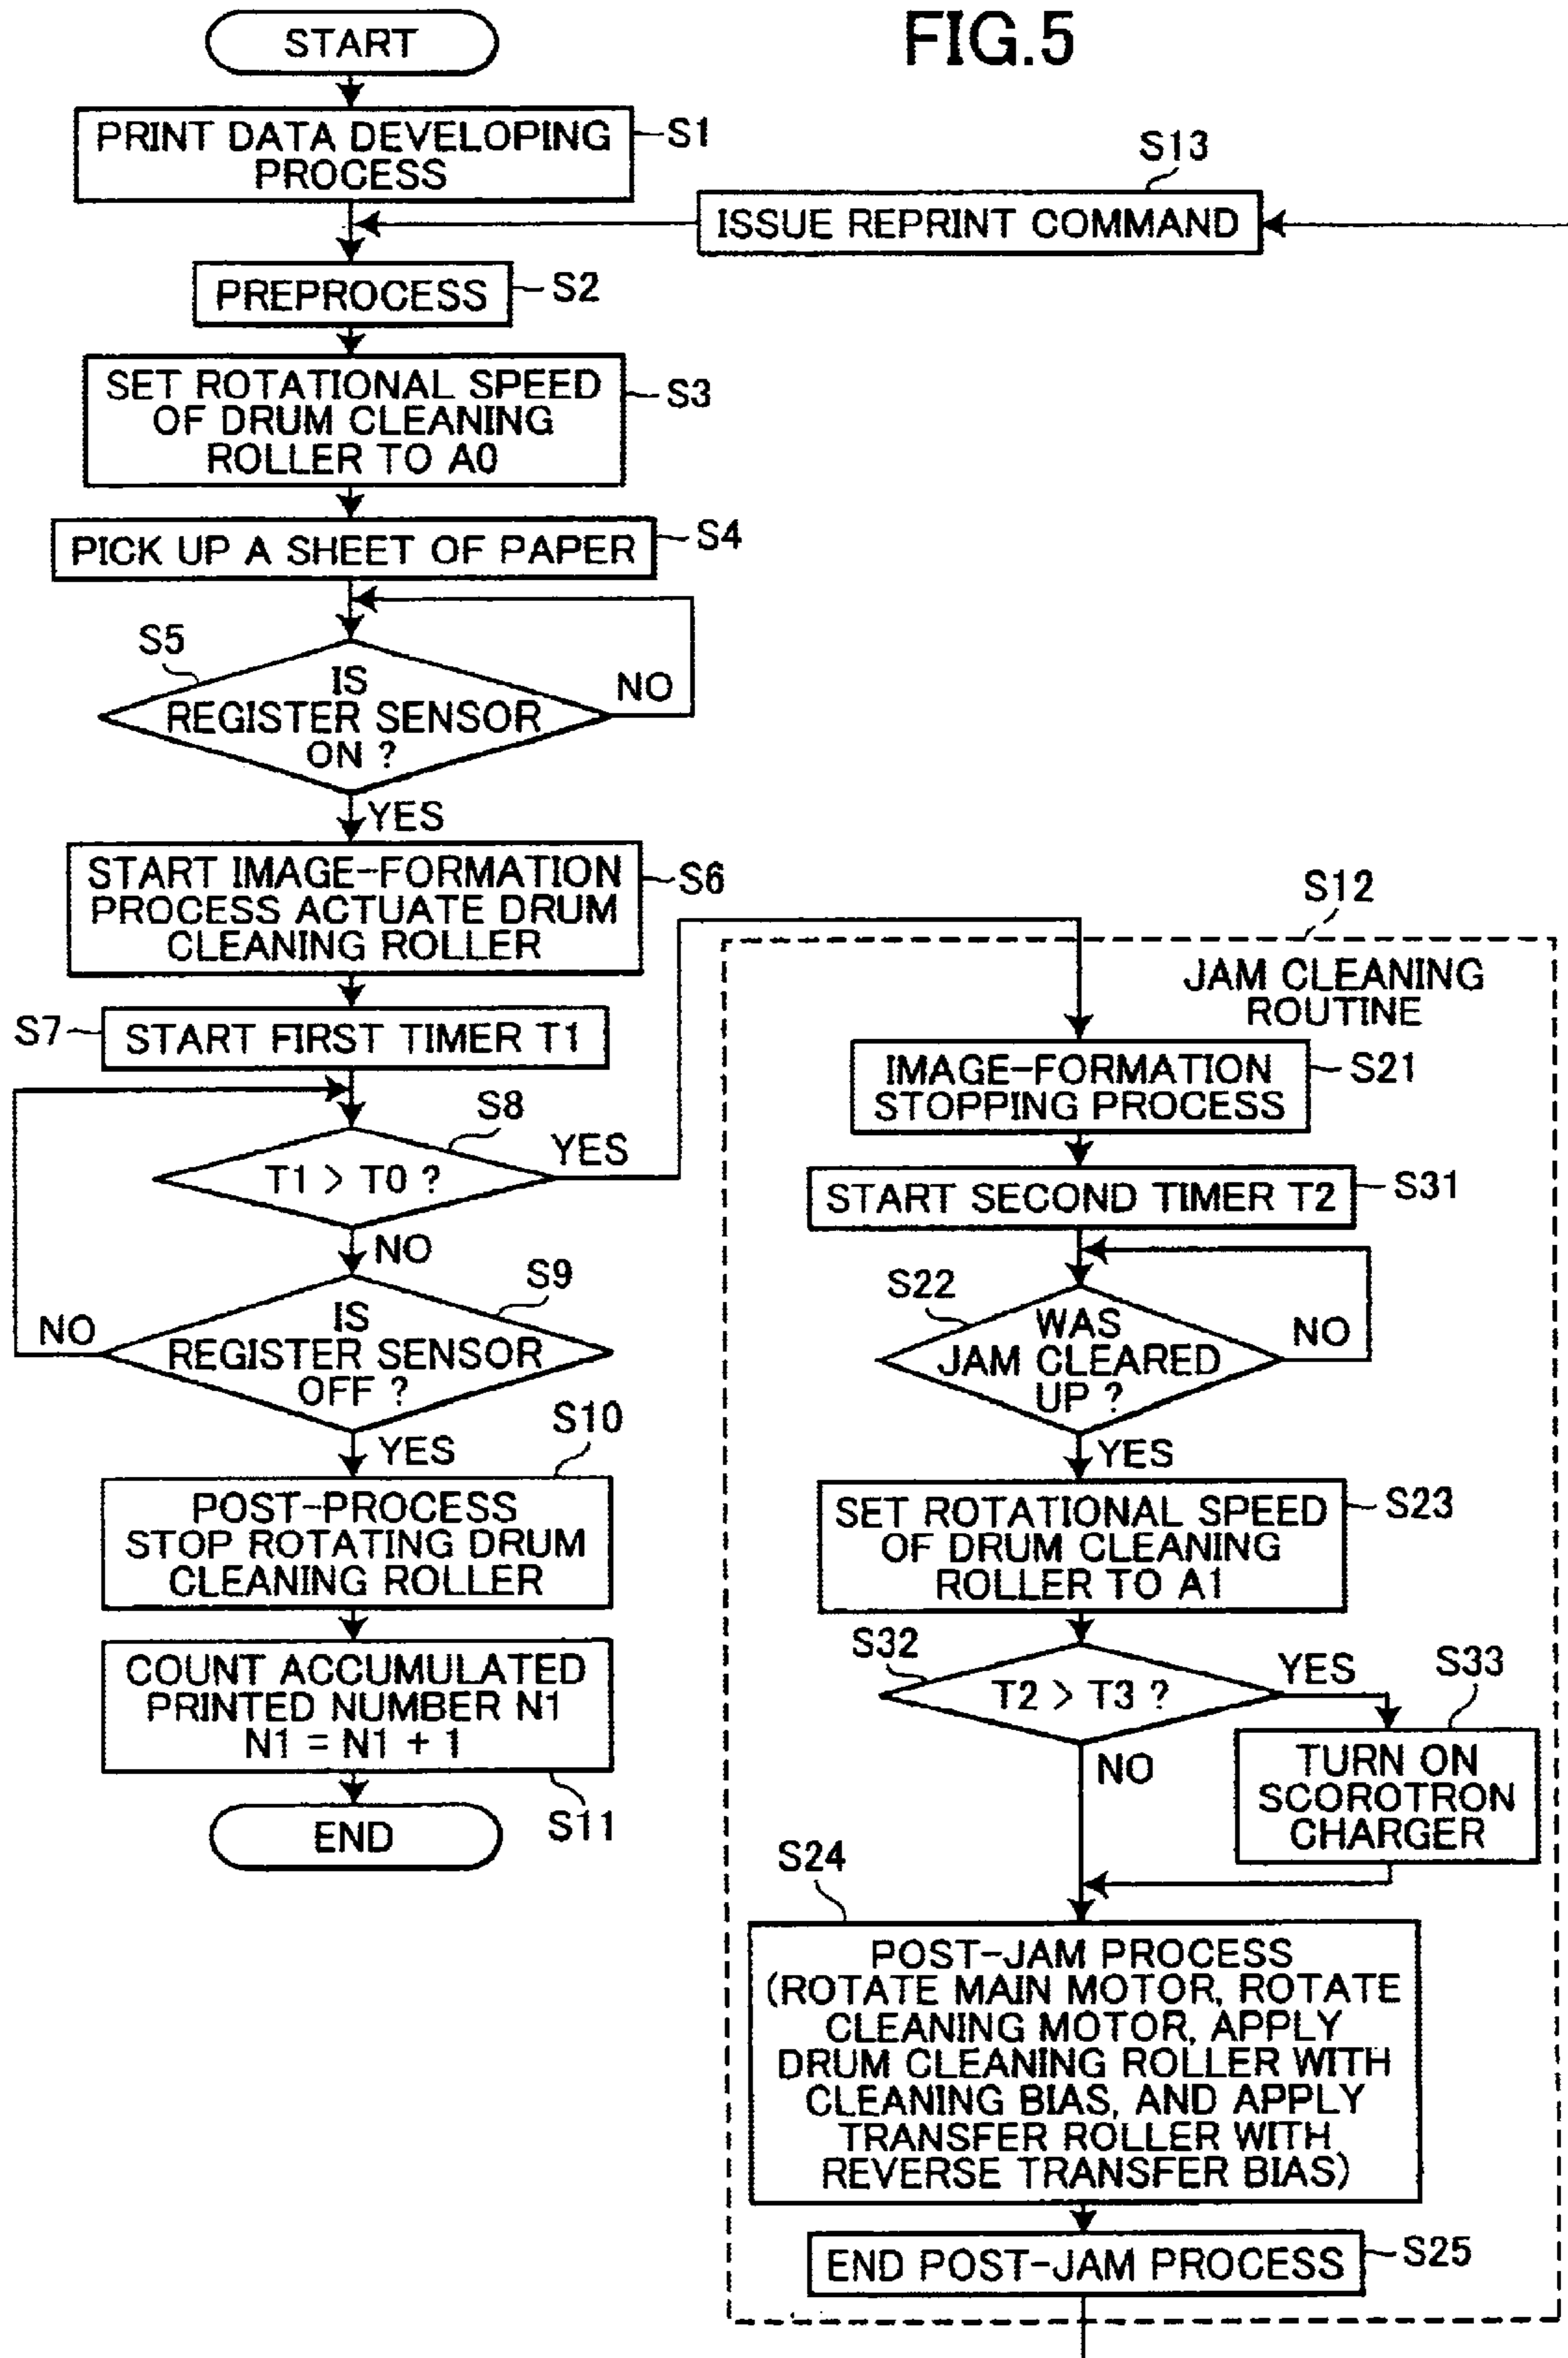 FIG.5
START
PRINT DATA DEVELOPING
PROCESS
S1
S13
ISSUE REPRINT COMMAND
PREPROCESS
S2
SET ROTATIONAL SPEED
OF DRUM CLEANING
ROLLER TO A0
S3
PICK UP A SHEET OF PAPER
S4
S5
IS
REGISTER SENSOR
ON ?
NO
YES
START IMAGE-FORMATION
PROCESS ACTUATE DRUM
CLEANING ROLLER
S6
S7
START FIRST TIMER T1
S8
T1 > T0 ?
YES
NO
S9
IS
REGISTER SENSOR
OFF ?
NO
YES
S10
POST-PROCESS
STOP ROTATING DRUM
CLEANING ROLLER
COUNT ACCUMULATED
PRINTED NUMBER N1
N1 = N1 + 1
S11
END
S12
JAM CLEANING
ROUTINE
IMAGE-FORMATION
STOPPING PROCESS
S21
START SECOND TIMER T2
S31
S22
WAS
JAM CLEARED
UP ?
NO
YES
SET ROTATIONAL SPEED
OF DRUM CLEANING
ROLLER TO A1
S23
S32
T2 > T3 ?
YES
NO
S33
TURN ON
SCOROTRON
CHARGER
S24
POST-JAM PROCESS
(ROTATE MAIN MOTOR, ROTATE
CLEANING MOTOR, APPLY
DRUM CLEANING ROLLER WITH
CLEANING BIAS, AND APPLY
TRANSFER ROLLER WITH
REVERSE TRANSFER BIAS)
END POST-JAM PROCESS
S25